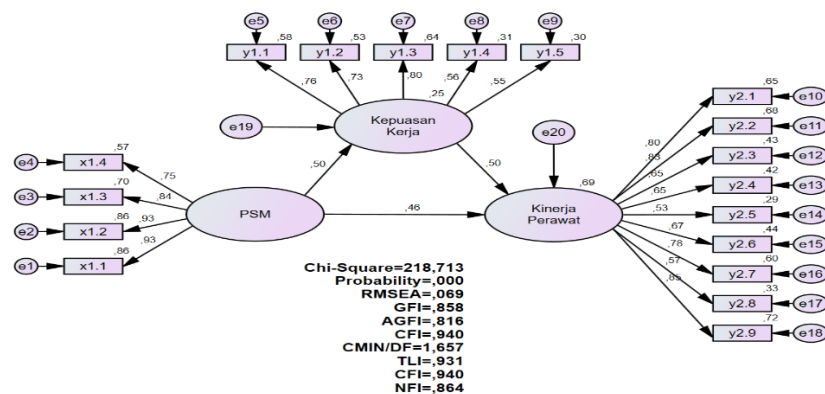 e5 e6 e7 e8 e9
,58 ,53 ,64 ,31 ,30
y1.1 y1.2 y1.3 y1.4 y1.5
,76 ,73 ,80 ,56 ,55
,25
Kepuasan
Kerja
e19
e20
,50
,50
,46
,69
PSM
Kinerja
Perawat
e4 x1.4 ,57 ,75
e3 x1.3 ,70 ,84
e2 x1.2 ,86 ,93
e1 x1.1 ,86 ,93
,80 y2.1 ,65 e10
,83 y2.2 ,68 e11
,65 y2.3 ,43 e12
,65 y2.4 ,42 e13
,53 y2.5 ,29 e14
,67 y2.6 ,44 e15
,78 y2.7 ,60 e16
,57 y2.8 ,33 e17
,85 y2.9 ,72 e18
Chi-Square=218,713
Probability=,000
RMSEA=,069
GFI=,858
AGFI=,816
CFI=,940
CMIN/DF=1,657
TLI=,931
CFI=,940
NFI=,864